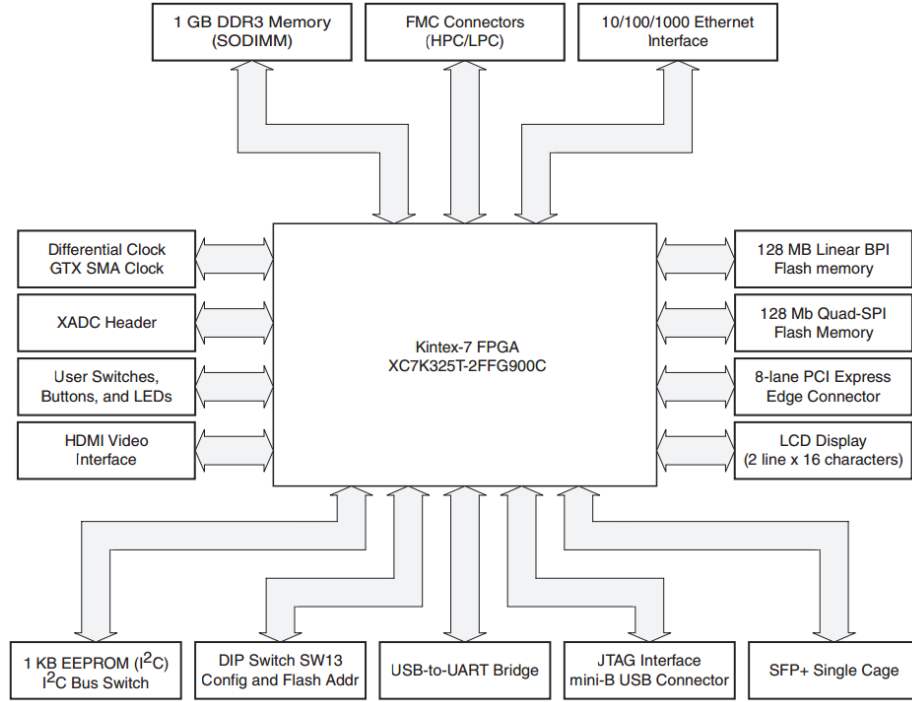 1 GB DDR3 Memory
(SODIMM)
FMC Connectors
(HPC/LPC)
10/100/1000 Ethernet
Interface
Differential Clock
GTX SMA Clock
XADC Header
User Switches,
Buttons, and LEDs
HDMI Video
Interface
Kintex-7 FPGA
XC7K325T-2FFG900C
128 MB Linear BPI
Flash memory
128 Mb Quad-SPI
Flash Memory
8-lane PCI Express
Edge Connector
LCD Display
(2 line x 16 characters)
1 KB EEPROM (I²C)
I²C Bus Switch
DIP Switch SW13
Config and Flash Addr
USB-to-UART Bridge
JTAG Interface
mini-B USB Connector
SFP+ Single Cage